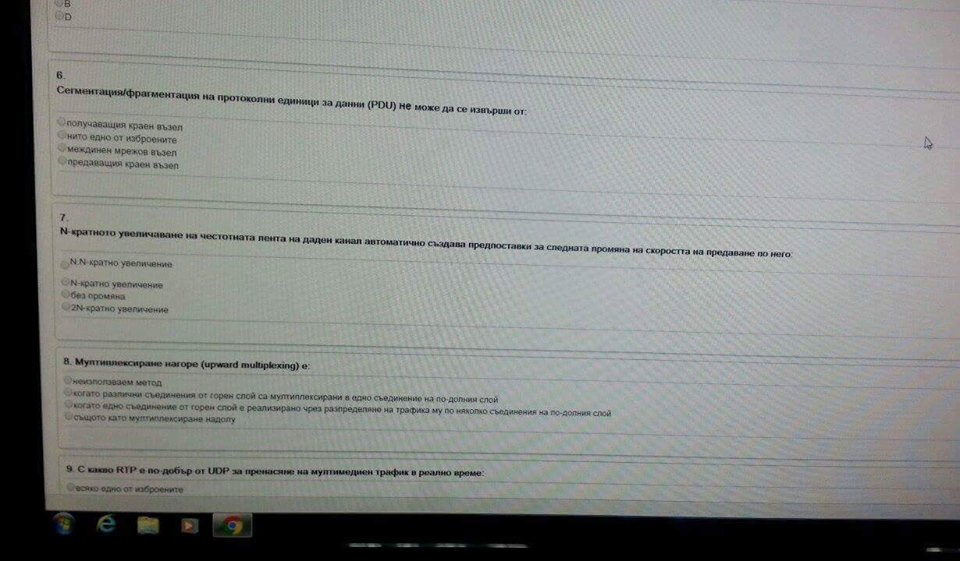 B
D
6.
Сегментация/фрагментация на протоколни единици за данни (PDU) не може да се извърши от:
получаващия краен възел
нито едно от изброените
междинен мрежов възел
предаващия краен възел
7.
N-кратното увеличаване на честотната лента на даден канал автоматично създава предпоставки за следната промяна на скоростта на предаване по него:
N.N-кратно увеличение
N-кратно увеличение
без промяна
2N-кратно увеличение
8. Мултиплексиране нагоре (upward multiplexing) е:
неизползваем метод
когато различни съединения от горен слой са мултиплексирани в едно съединение на по-долния слой
когато едно съединение от горен слой е реализирано чрез разпределяне на трафика му по няколко съединения на по-долния слой
същото като мултиплексиране надолу
9. С какво RTP е по-добър от UDP за пренасяне на мултимедиен трафик в реално време:
всяко едно от изброените